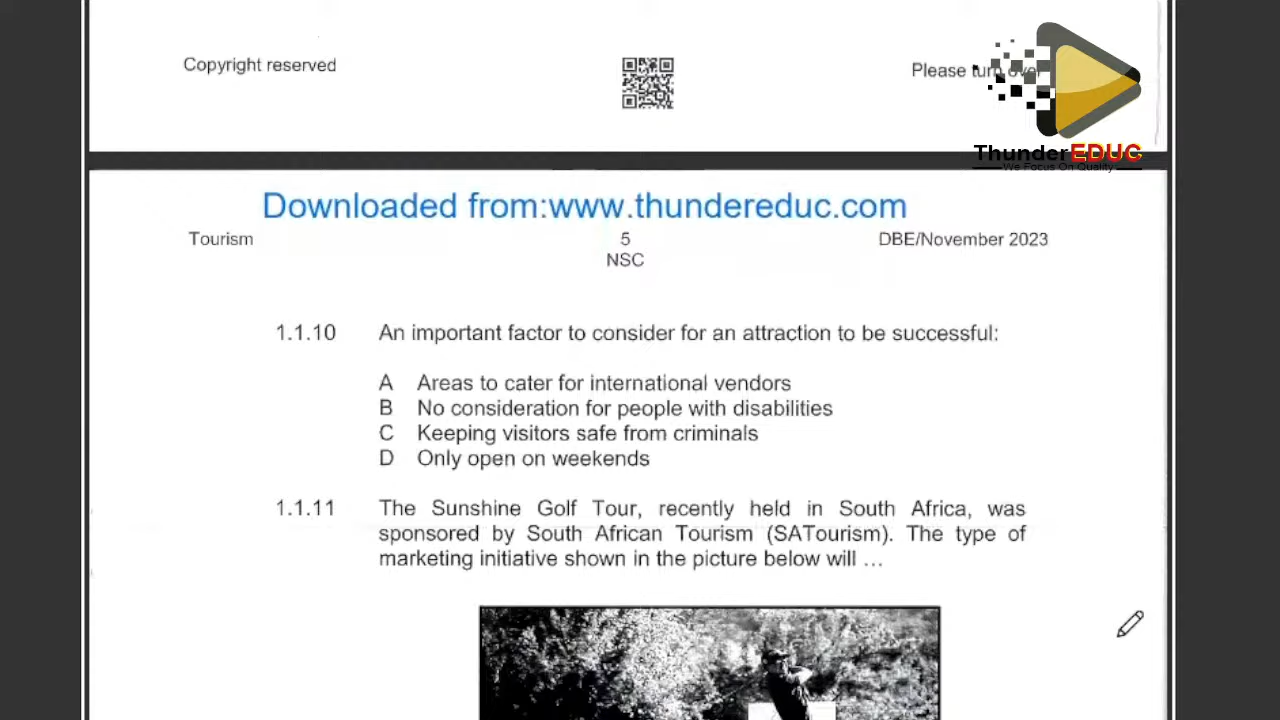 Copyright reserved
Please turn over
ThunderEDUC
We Focus On Quality
Downloaded from:www.thundereduc.com
Tourism 5 DBE/November 2023
NSC
1.1.10 An important factor to consider for an attraction to be successful:
A Areas to cater for international vendors
B No consideration for people with disabilities
C Keeping visitors safe from criminals
D Only open on weekends
1.1.11 The Sunshine Golf Tour, recently held in South Africa, was
sponsored by South African Tourism (SATourism). The type of
marketing initiative shown in the picture below will ...